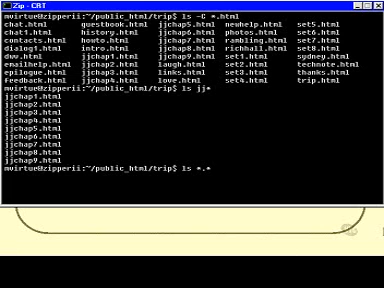 Zip - CRT
mvirtue@zipperii:~/public_html/trip$ ls -C *.html
chat.html guestbook.html jjchap5.html newhelp.html set5.html
chat1.html history.html jjchap6.html photos.html set6.html
contacts.html howto.html jjchap7.html rambling.html set7.html
dialog1.html intro.html jjchap8.html richhall.html set8.html
dww.html jjchap1.html jjchap9.html set1.html sydney.html
emailhelp.html jjchap2.html laugh.html set2.html technote.html
epilogue.html jjchap3.html links.html set3.html thanks.html
feedback.html jjchap4.html love.html set4.html trip.html
mvirtue@zipperii:~/public_html/trip$ ls jj*
jjchap1.html
jjchap2.html
jjchap3.html
jjchap4.html
jjchap5.html
jjchap6.html
jjchap7.html
jjchap8.html
jjchap9.html
mvirtue@zipperii:~/public_html/trip$ ls *.*